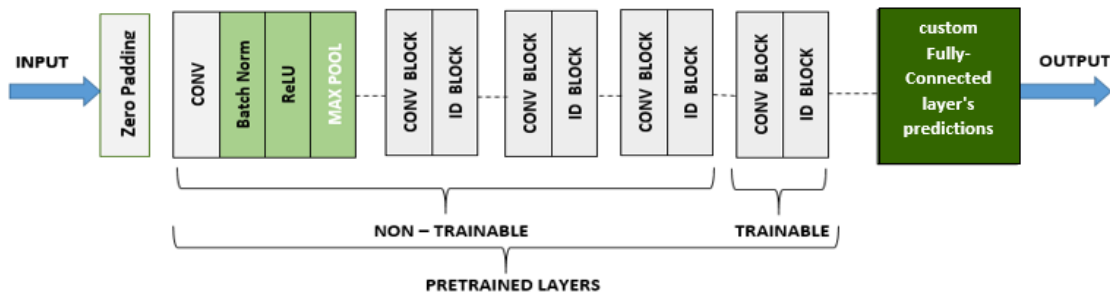 INPUT
Zero Padding
CONV
Batch Norm
ReLU
MAX POOL
CONV BLOCK
ID BLOCK
CONV BLOCK
ID BLOCK
CONV BLOCK
ID BLOCK
CONV BLOCK
ID BLOCK
custom
Fully-
Connected
layer's
predictions
OUTPUT
NON – TRAINABLE
TRAINABLE
PRETRAINED LAYERS